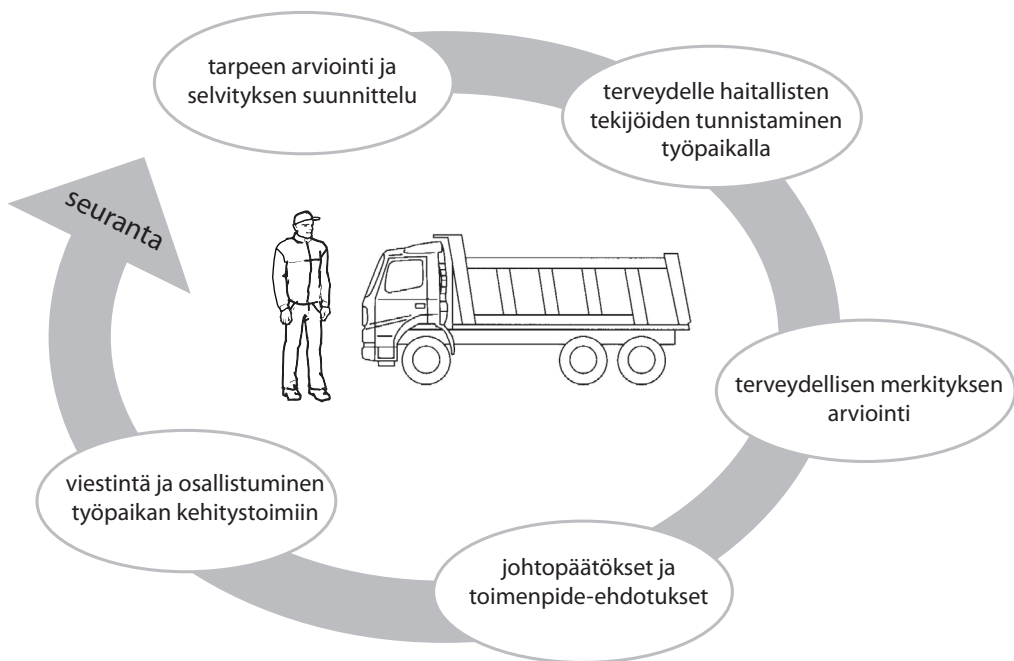 tarpeen arviointi ja
selvityksen suunnittelu
terveydelle haitallisten
tekijöiden tunnistaminen
työpaikalla
terveydellisen merkityksen
arviointi
johtopäätökset ja
toimenpide-ehdotukset
viestintä ja osallistuminen
työpaikan kehitystoimiin
seuranta